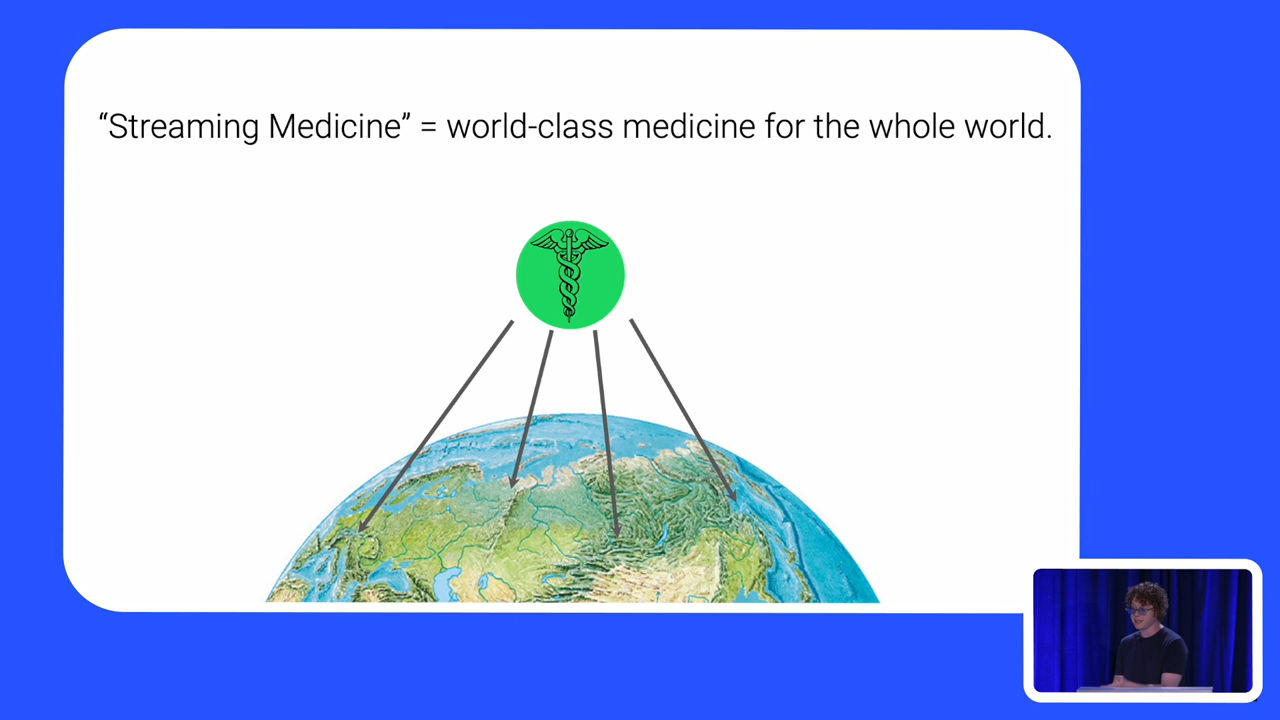 “Streaming Medicine” = world-class medicine for the whole world.